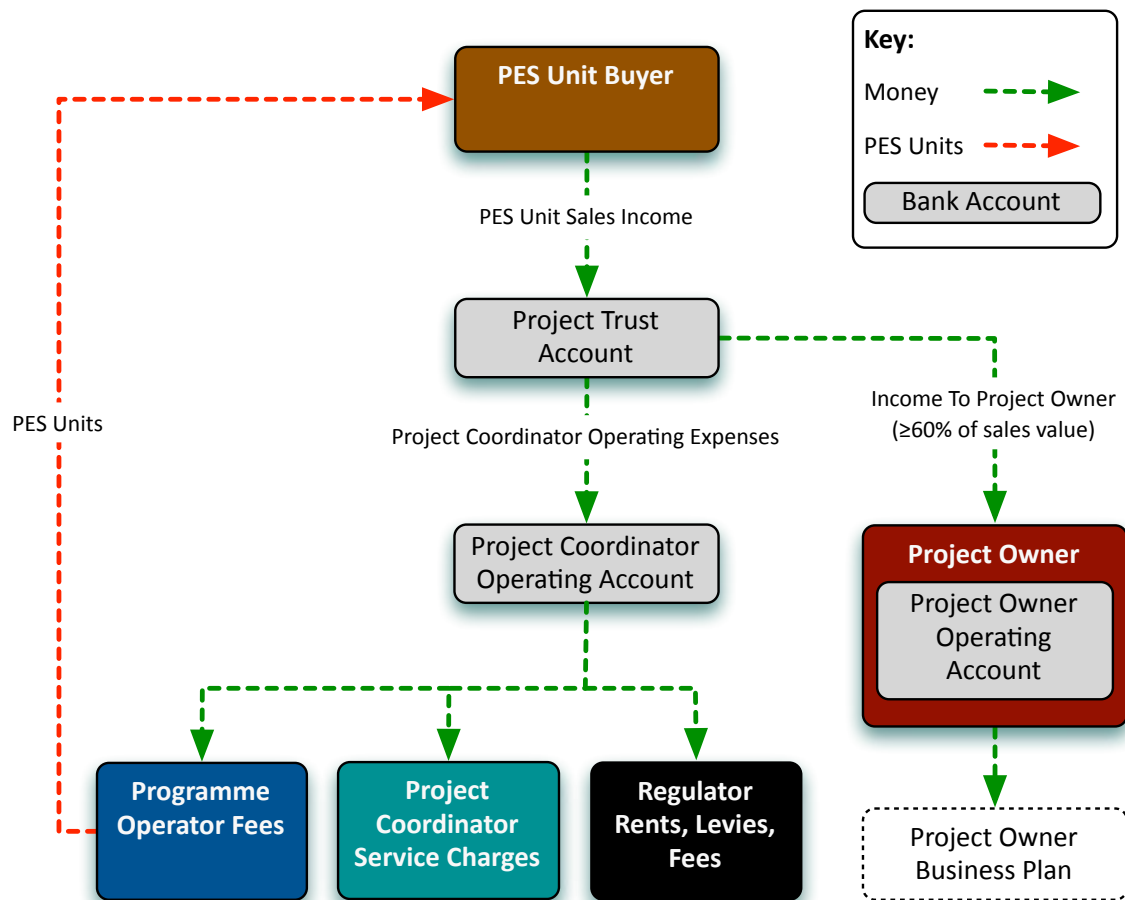 PES Unit Buyer
Key:
Money
PES Units
Bank Account
PES Unit Sales Income
Project Trust
Account
Income To Project Owner
(≥60% of sales value)
PES Units
Project Coordinator Operating Expenses
Project Coordinator
Operating Account
Project Owner
Project Owner
Operating
Account
Programme
Operator Fees
Project
Coordinator
Service Charges
Regulator
Rents, Levies,
Fees
Project Owner
Business Plan